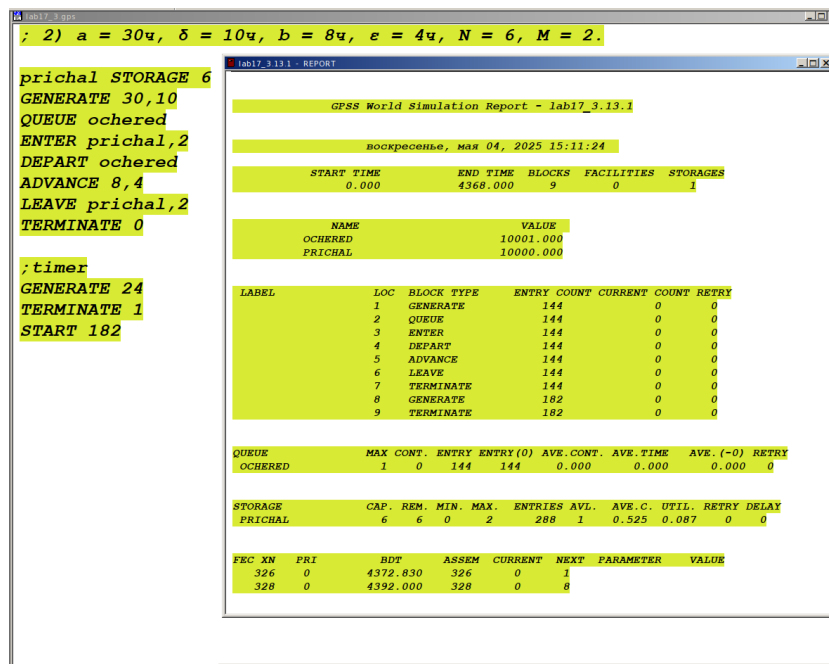 lab17_3.gps
; 2) a = 30ч, δ = 10ч, b = 8ч, ε = 4ч, N = 6, M = 2.
prichal STORAGE 6
GENERATE 30,10
QUEUE ochered
ENTER prichal,2
DEPART ochered
ADVANCE 8,4
LEAVE prichal,2
TERMINATE 0
;timer
GENERATE 24
TERMINATE 1
START 182
lab17_3.13.1 - REPORT
GPSS World Simulation Report - lab17_3.13.1
воскресенье, мая 04, 2025 15:11:24
START TIME END TIME BLOCKS FACILITIES STORAGES
0.000 4368.000 9 0 1
NAME VALUE
OCHERED 10001.000
PRICHAL 10000.000
LABEL LOC BLOCK TYPE ENTRY COUNT CURRENT COUNT RETRY
1 GENERATE 144 0 0
2 QUEUE 144 0 0
3 ENTER 144 0 0
4 DEPART 144 0 0
5 ADVANCE 144 0 0
6 LEAVE 144 0 0
7 TERMINATE 144 0 0
8 GENERATE 182 0 0
9 TERMINATE 182 0 0
QUEUE MAX CONT. ENTRY ENTRY(0) AVE.CONT. AVE.TIME AVE.(-0) RETRY
OCHERED 1 0 144 144 0.000 0.000 0.000 0
STORAGE CAP. REM. MIN. MAX. ENTRIES AVL. AVE.C. UTIL. RETRY DELAY
PRICHAL 6 6 0 2 288 1 0.525 0.087 0 0
FEC XN PRI BDT ASSEM CURRENT NEXT PARAMETER VALUE
326 0 4372.830 326 0 1
328 0 4392.000 328 0 8